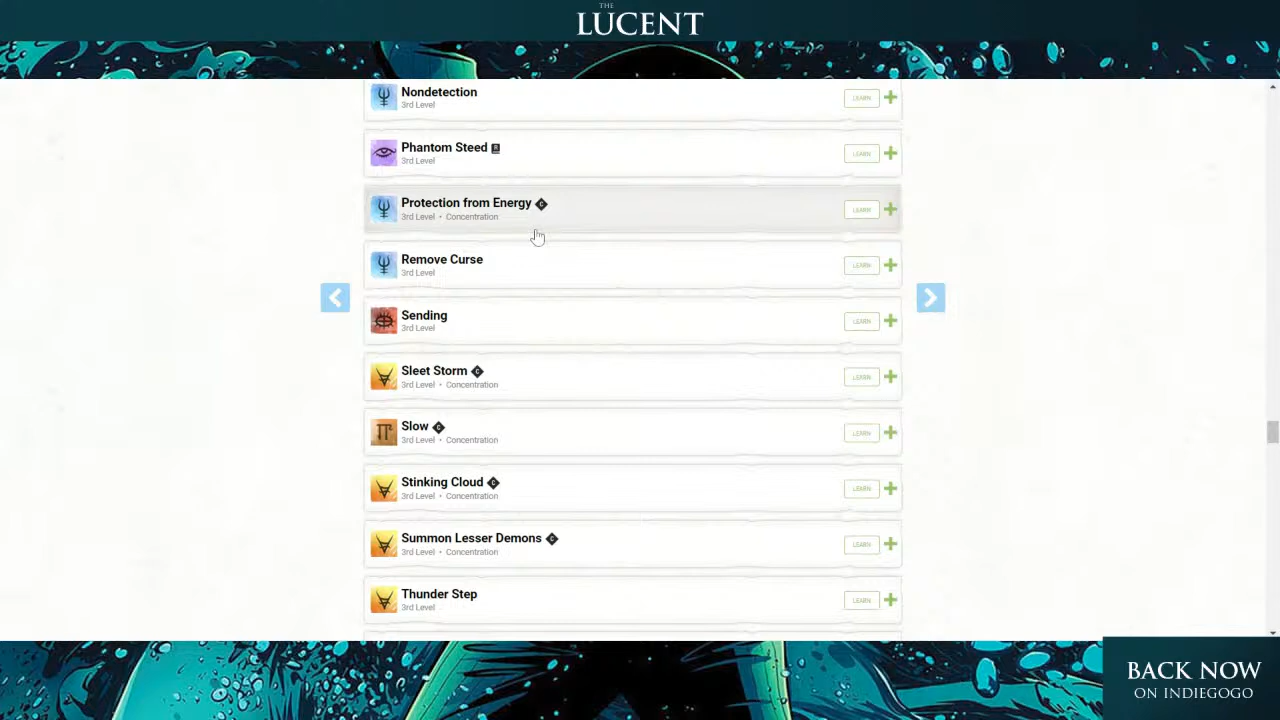 THE
LUCENT
Nondetection
3rd Level
LEARN
Phantom Steed
3rd Level
LEARN
Protection from Energy C
3rd Level • Concentration
LEARN
Remove Curse
3rd Level
LEARN
Sending
3rd Level
LEARN
Sleet Storm C
3rd Level • Concentration
LEARN
Slow C
3rd Level • Concentration
LEARN
Stinking Cloud C
3rd Level • Concentration
LEARN
Summon Lesser Demons C
3rd Level • Concentration
LEARN
Thunder Step
3rd Level
LEARN
BACK NOW
ON INDIEGOGO